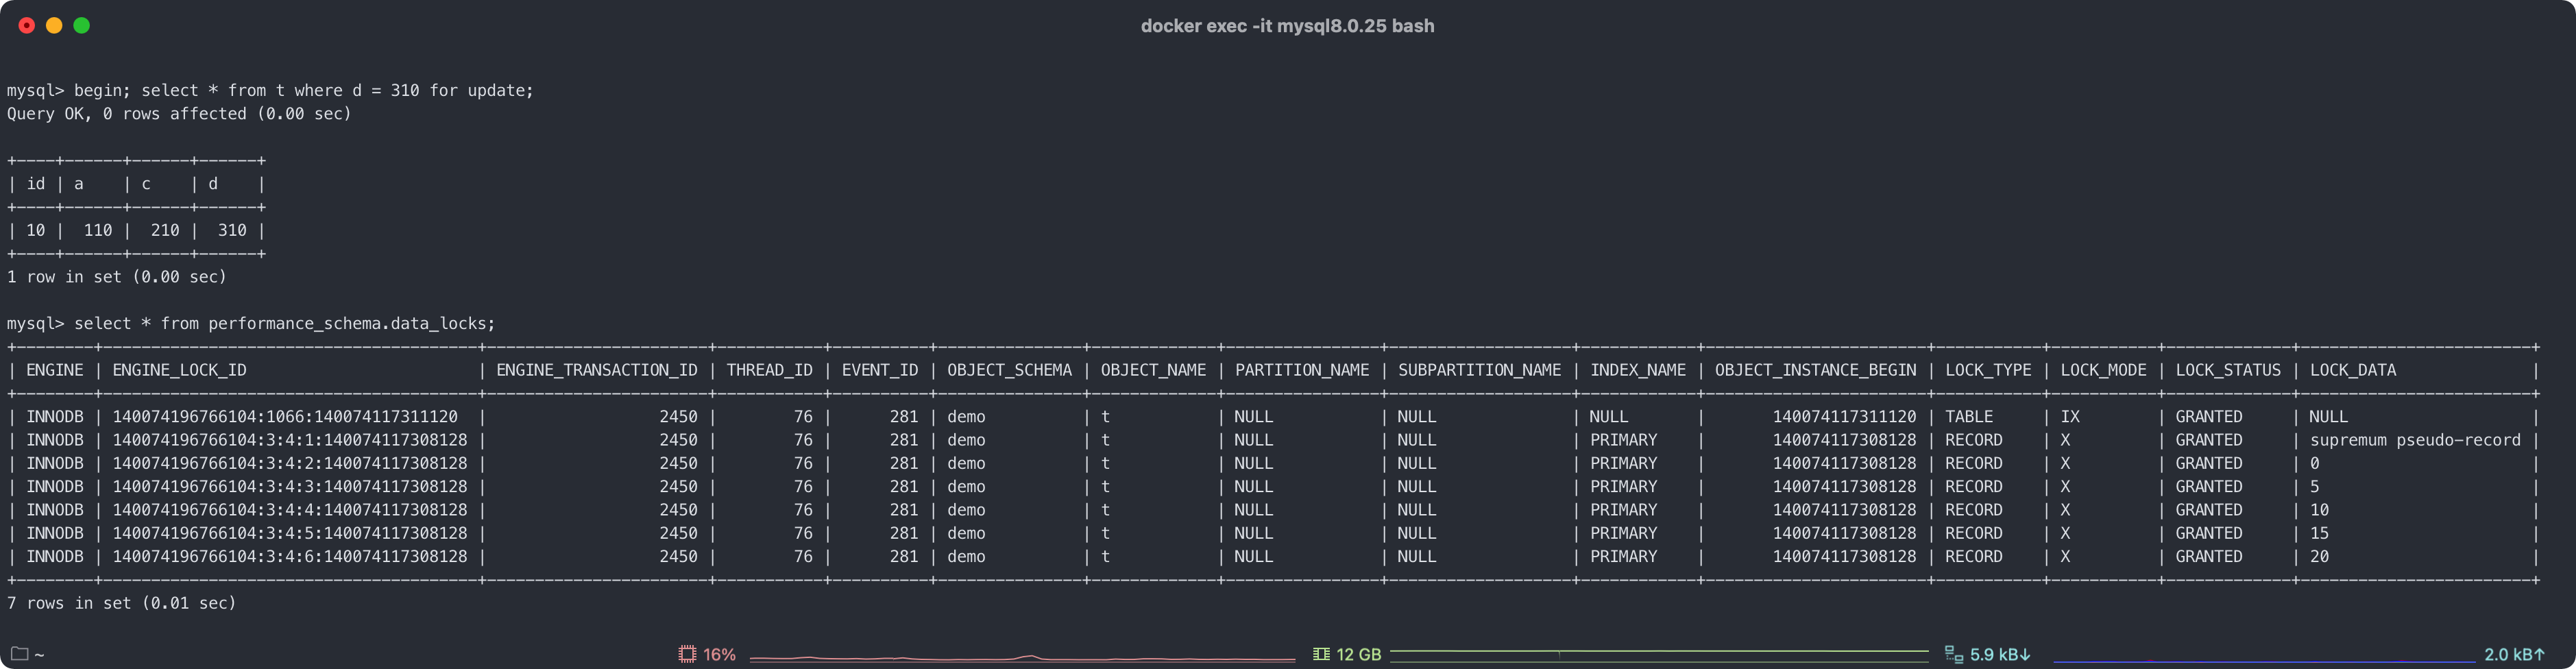 docker exec -it mysql8.0.25 bash
mysql> begin; select * from t where d = 310 for update;
Query OK, 0 rows affected (0.00 sec)
+----+------+------+------+
| id | a    | c    | d    |
+----+------+------+------+
| 10 |  110 |  210 |  310 |
+----+------+------+------+
1 row in set (0.00 sec)
mysql> select * from performance_schema.data_locks;
+--------+---------------------------------------+-----------------------+-----------+----------+---------------+-------------+----------------+-------------------+------------+-----------------------+-----------+-----------+-------------+------------------------+
| ENGINE | ENGINE_LOCK_ID                        | ENGINE_TRANSACTION_ID | THREAD_ID | EVENT_ID | OBJECT_SCHEMA | OBJECT_NAME | PARTITION_NAME | SUBPARTITION_NAME | INDEX_NAME | OBJECT_INSTANCE_BEGIN | LOCK_TYPE | LOCK_MODE | LOCK_STATUS | LOCK_DATA              |
+--------+---------------------------------------+-----------------------+-----------+----------+---------------+-------------+----------------+-------------------+------------+-----------------------+-----------+-----------+-------------+------------------------+
| INNODB | 140074196766104:1066:140074117311120  |                  2450 |        76 |      281 | demo          | t           | NULL           | NULL              | NULL       |       140074117311120 | TABLE     | IX        | GRANTED     | NULL                   |
| INNODB | 140074196766104:3:4:1:140074117308128 |                  2450 |        76 |      281 | demo          | t           | NULL           | NULL              | PRIMARY    |       140074117308128 | RECORD    | X         | GRANTED     | supremum pseudo-record |
| INNODB | 140074196766104:3:4:2:140074117308128 |                  2450 |        76 |      281 | demo          | t           | NULL           | NULL              | PRIMARY    |       140074117308128 | RECORD    | X         | GRANTED     | 0                      |
| INNODB | 140074196766104:3:4:3:140074117308128 |                  2450 |        76 |      281 | demo          | t           | NULL           | NULL              | PRIMARY    |       140074117308128 | RECORD    | X         | GRANTED     | 5                      |
| INNODB | 140074196766104:3:4:4:140074117308128 |                  2450 |        76 |      281 | demo          | t           | NULL           | NULL              | PRIMARY    |       140074117308128 | RECORD    | X         | GRANTED     | 10                     |
| INNODB | 140074196766104:3:4:5:140074117308128 |                  2450 |        76 |      281 | demo          | t           | NULL           | NULL              | PRIMARY    |       140074117308128 | RECORD    | X         | GRANTED     | 15                     |
| INNODB | 140074196766104:3:4:6:140074117308128 |                  2450 |        76 |      281 | demo          | t           | NULL           | NULL              | PRIMARY    |       140074117308128 | RECORD    | X         | GRANTED     | 20                     |
+--------+---------------------------------------+-----------------------+-----------+----------+---------------+-------------+----------------+-------------------+------------+-----------------------+-----------+-----------+-------------+------------------------+
7 rows in set (0.01 sec)
~ 16% 12 GB 5.9 kB↓ 2.0 kB↑